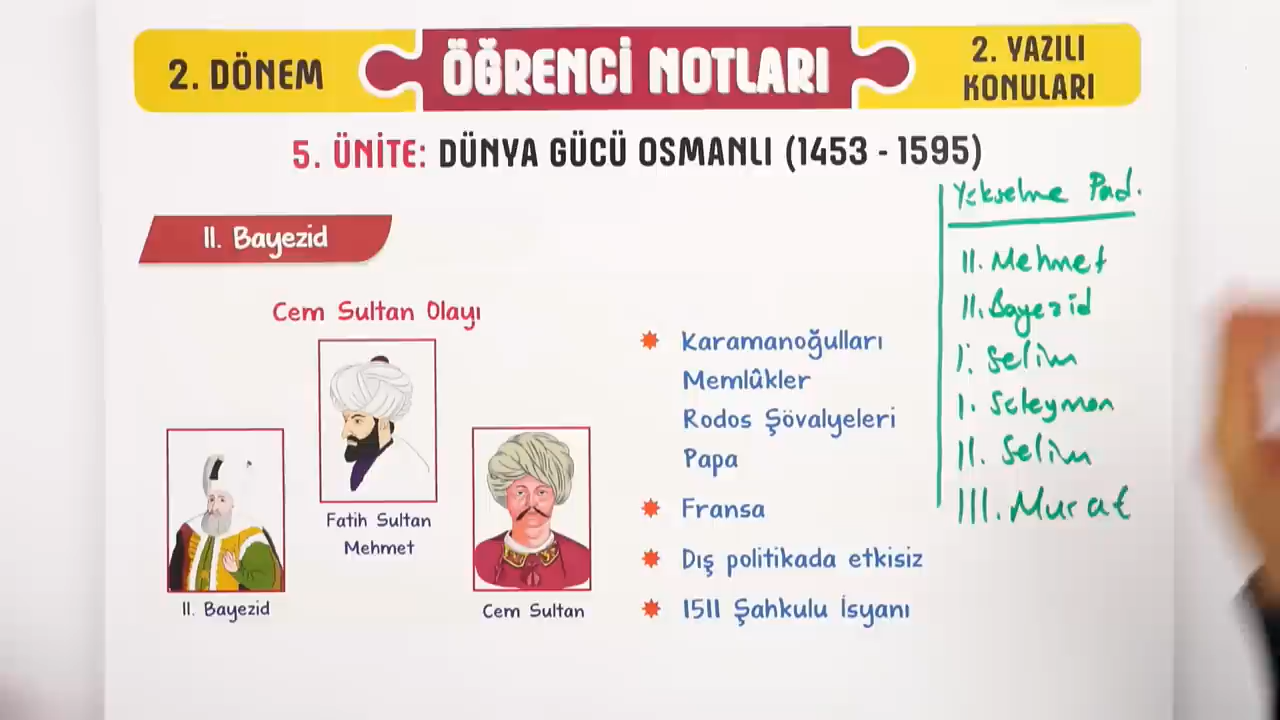 2. DÖNEM
ÖĞRENCİ NOTLARI
2. YAZILI
KONULARI
5. ÜNİTE: DÜNYA GÜCÜ OSMANLI (1453 - 1595)
II. Bayezid
Cem Sultan Olayı
Fatih Sultan
Mehmet
II. Bayezid
Cem Sultan
Karamanoğulları
Memlûkler
Rodos Şövalyeleri
Papa
Fransa
Dış politikada etkisiz
1511 Şahkulu İsyanı
Yükselme Pad.
II. Mehmet
II. Bayezid
I. Selim
I. Süleyman
II. Selim
III. Murat